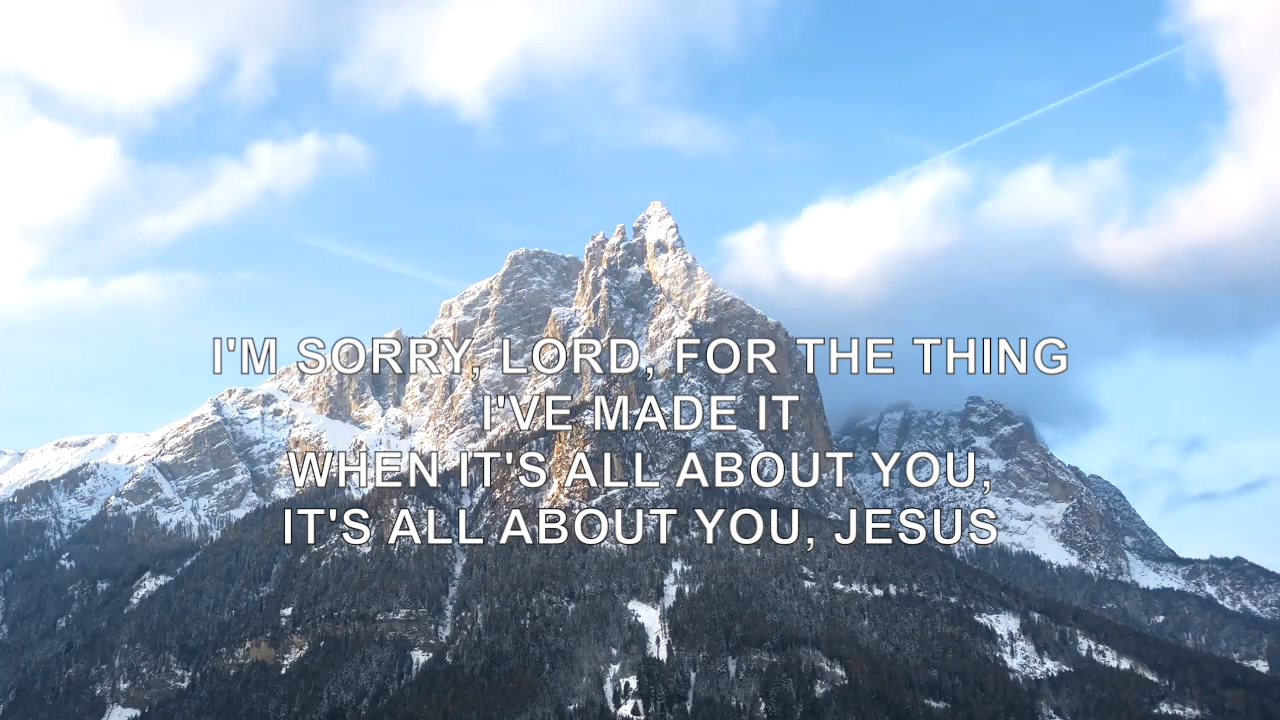 I'M SORRY, LORD, FOR THE THING
I'VE MADE IT
WHEN IT'S ALL ABOUT YOU,
IT'S ALL ABOUT YOU, JESUS